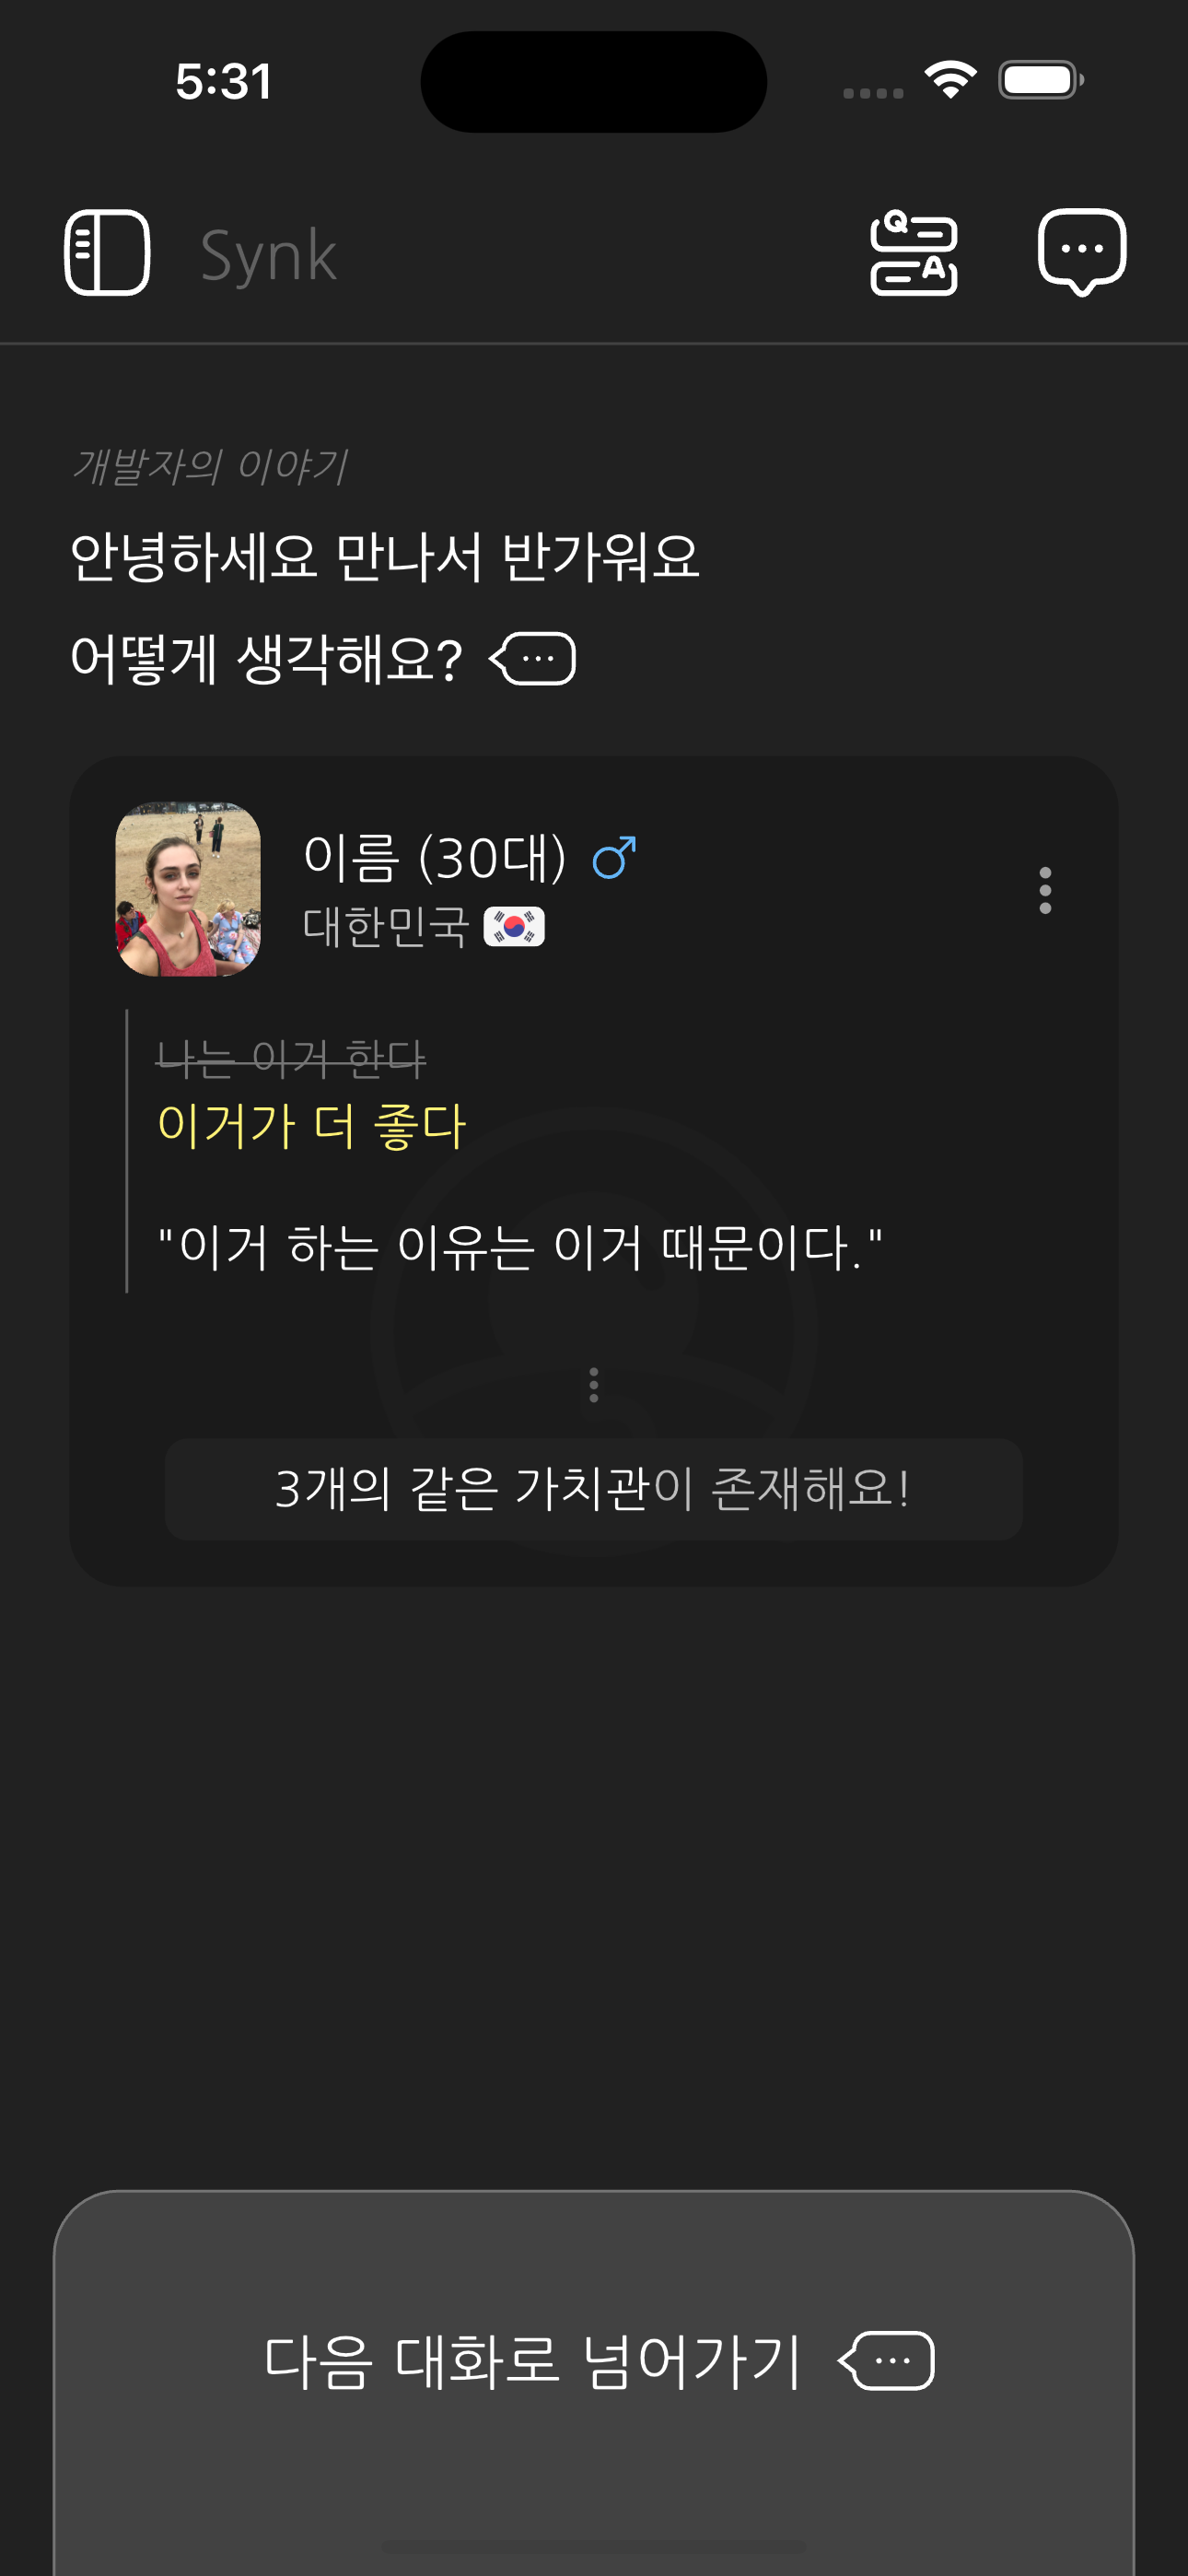 5:31
Synk
Q
A
개발자의 이야기
안녕하세요 만나서 반가워요
어떻게 생각해요?
이름 (30대)
대한민국
나는 이거 한다
이거가 더 좋다
"이거 하는 이유는 이거 때문이다."
3개의 같은 가치관이 존재해요!
다음 대화로 넘어가기